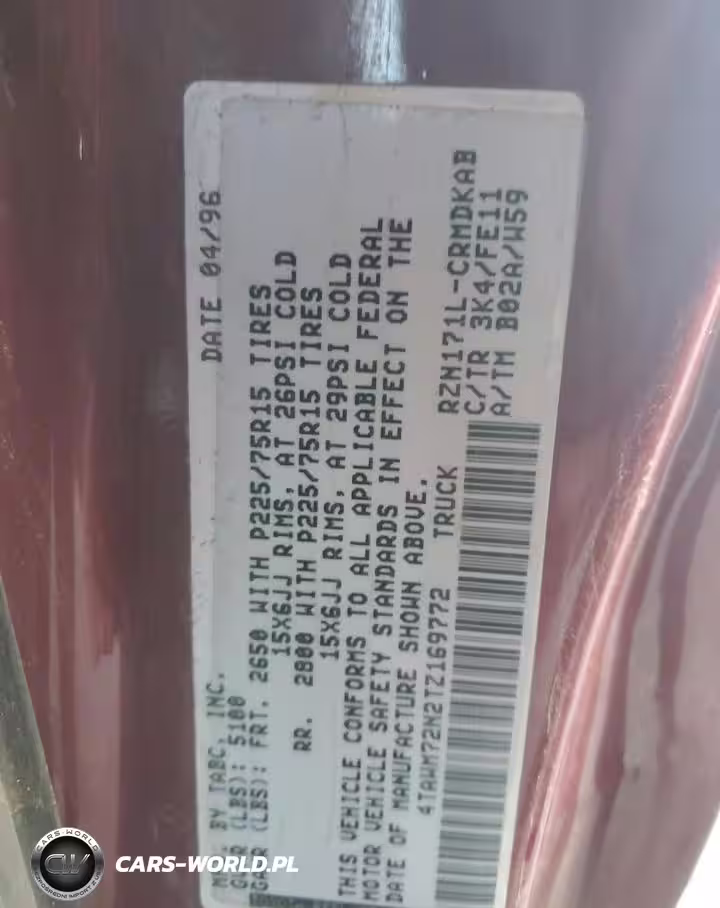 MFD. BY TABC, INC. DATE 04/96
GVWR (LBS): 5100
GAWR (LBS): FRT. 2650 WITH P225/75R15 TIRES
15X6JJ RIMS, AT 26PSI COLD
RR. 2800 WITH P225/75R15 TIRES
15X6JJ RIMS, AT 29PSI COLD
THIS VEHICLE CONFORMS TO ALL APPLICABLE FEDERAL
MOTOR VEHICLE SAFETY STANDARDS IN EFFECT ON THE
DATE OF MANUFACTURE SHOWN ABOVE.
4TAWM72N2TZ169772 TRUCK
RZN171L-CRMDKAB
C/TR 3K4/FE11
A/TM B02A/W59
CARS-WORLD
CW
CARS-WORLD.PL